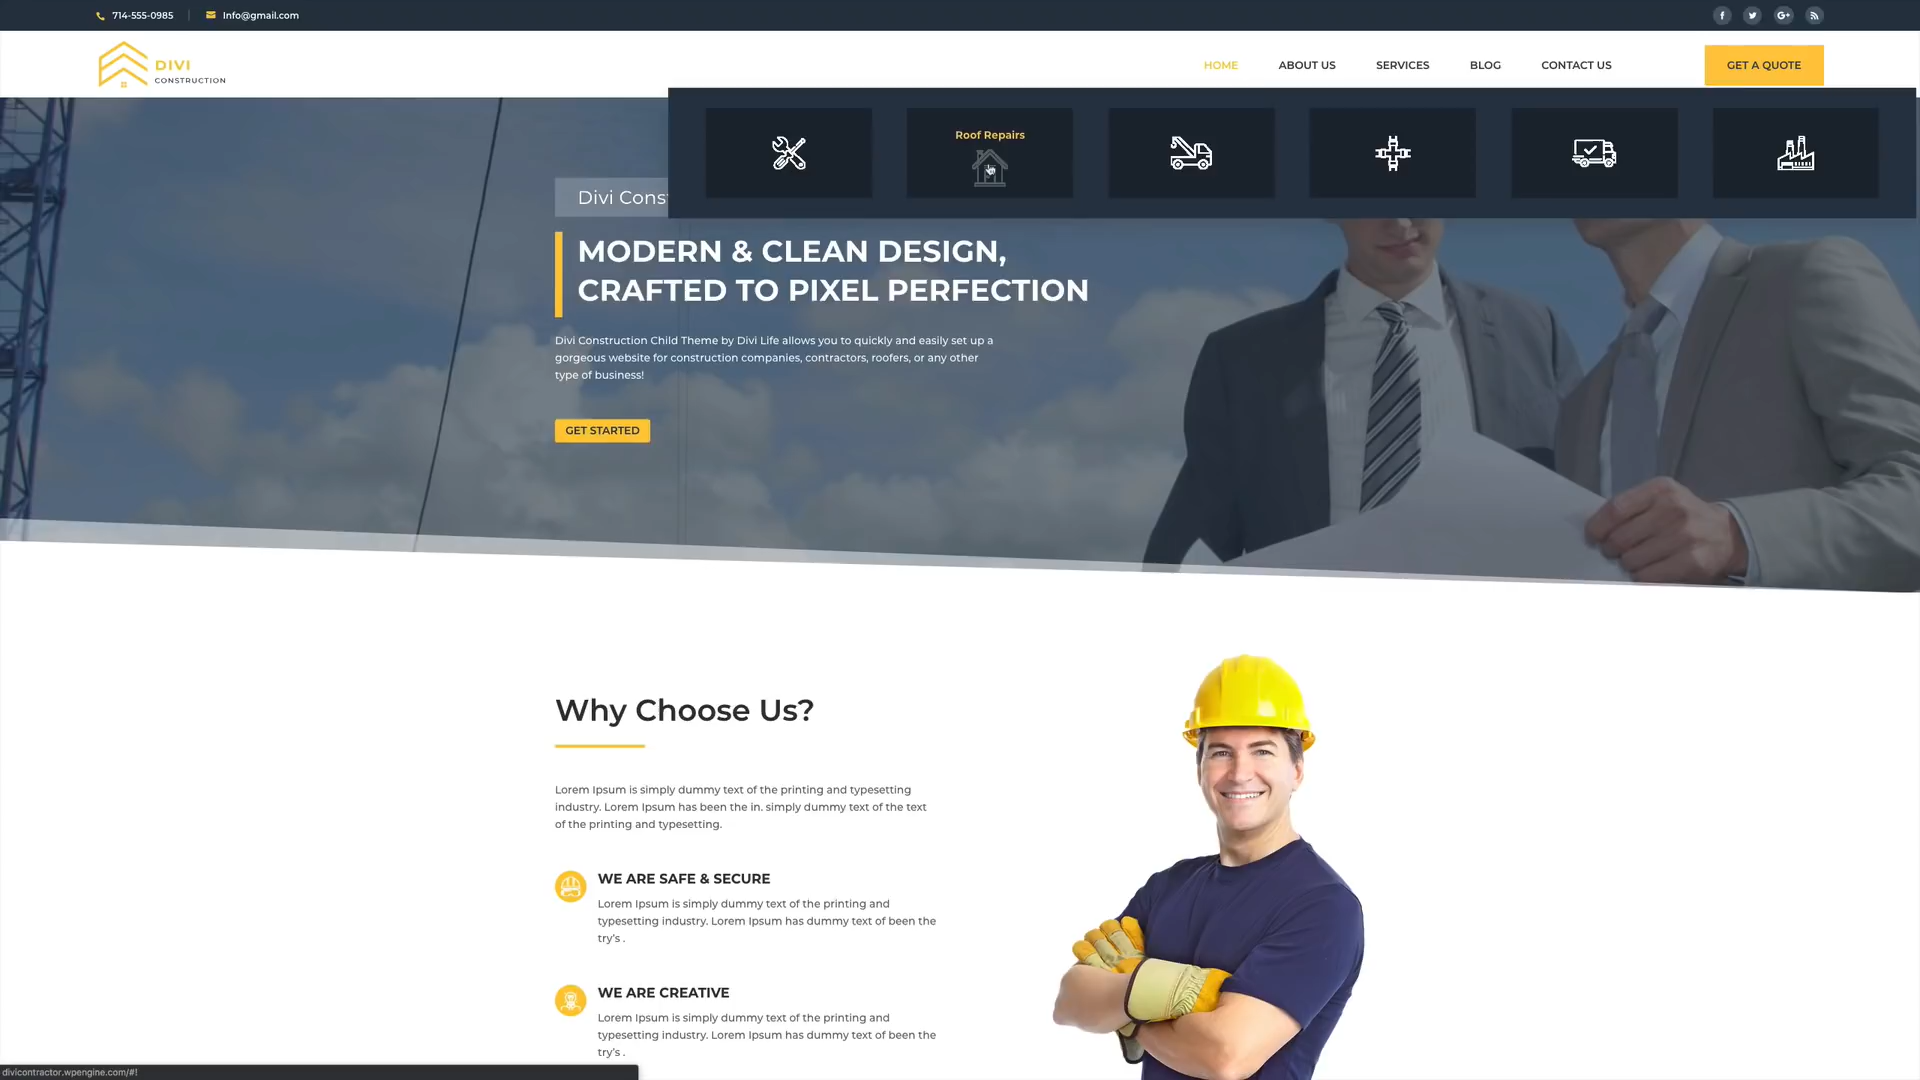 714-555-0985
Info@gmail.com
DIVI
CONSTRUCTION
HOME
ABOUT US
SERVICES
BLOG
CONTACT US
GET A QUOTE
Roof Repairs
Divi Cons
MODERN & CLEAN DESIGN,
CRAFTED TO PIXEL PERFECTION
Divi Construction Child Theme by Divi Life allows you to quickly and easily set up a
gorgeous website for construction companies, contractors, roofers, or any other
type of business!
GET STARTED
Why Choose Us?
Lorem Ipsum is simply dummy text of the printing and typesetting
industry. Lorem Ipsum has been the in. simply dummy text of the text
of the printing and typesetting.
WE ARE SAFE & SECURE
Lorem Ipsum is simply dummy text of the printing and
typesetting industry. Lorem Ipsum has dummy text of been the
try's .
WE ARE CREATIVE
Lorem Ipsum is simply dummy text of the printing and
typesetting industry. Lorem Ipsum has dummy text of been the
try's .
divicontractor.wpengine.com/#!